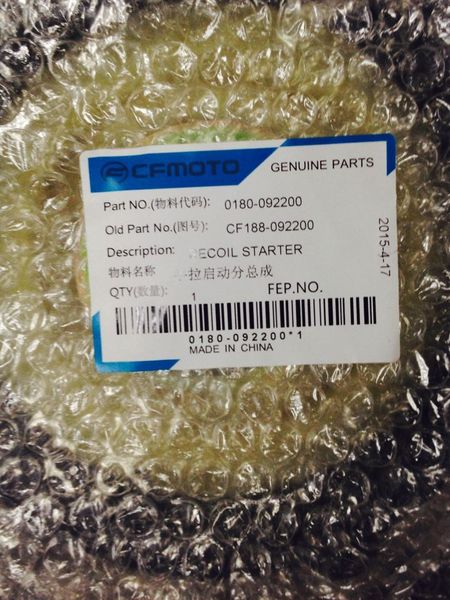 CFMOTO GENUINE PARTS
Part NO.(物料代码): 0180-092200
Old Part No.(图号): CF188-092200
Description: RECOIL STARTER
物料名称 拉启动分总成
QTY(数量): 1 FEP.NO.
0180-092200*1
MADE IN CHINA
2015-4-17